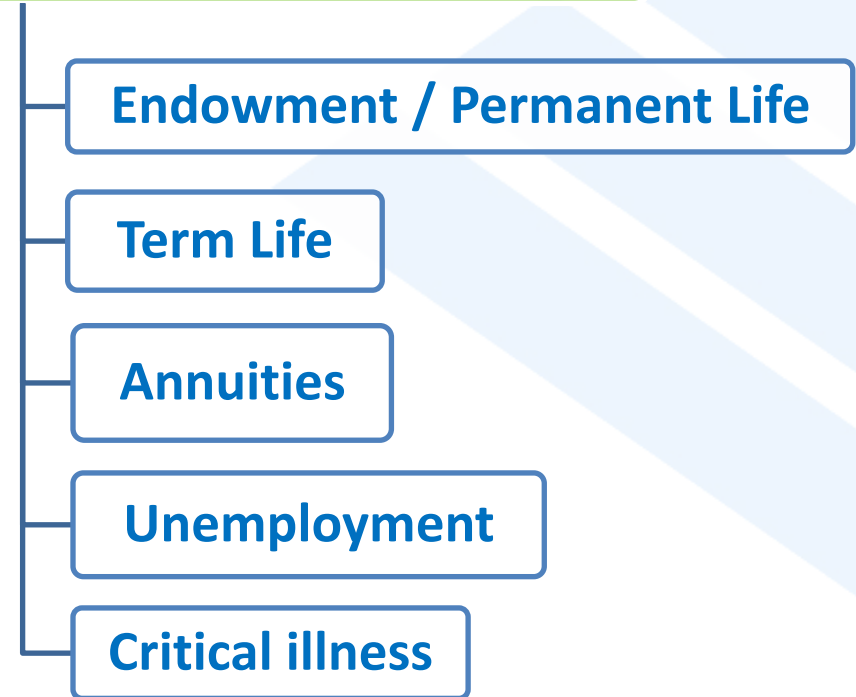 Endowment / Permanent Life
Term Life
Annuities
Unemployment
Critical illness